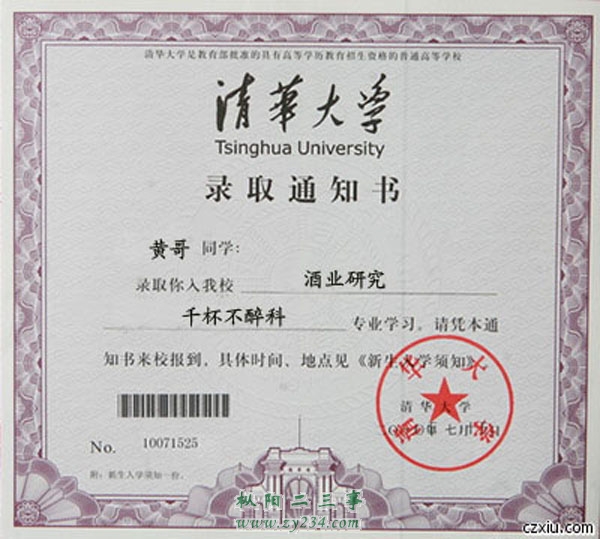 清华大学是教育部批准的具有高等学历教育招生资格的普通高等学校
清華大学
Tsinghua University
录取通知书
黄哥 同学:
录取你入我校 酒业研究
千杯不醉科 专业学习。请凭本通
知书来校报到。具体时间、地点见《新生入学须知》。
清华大学
年 七月
No. 10071525
附:新生入学须知一份。
枞阳二三事
www.zy234.com
czxiu.com